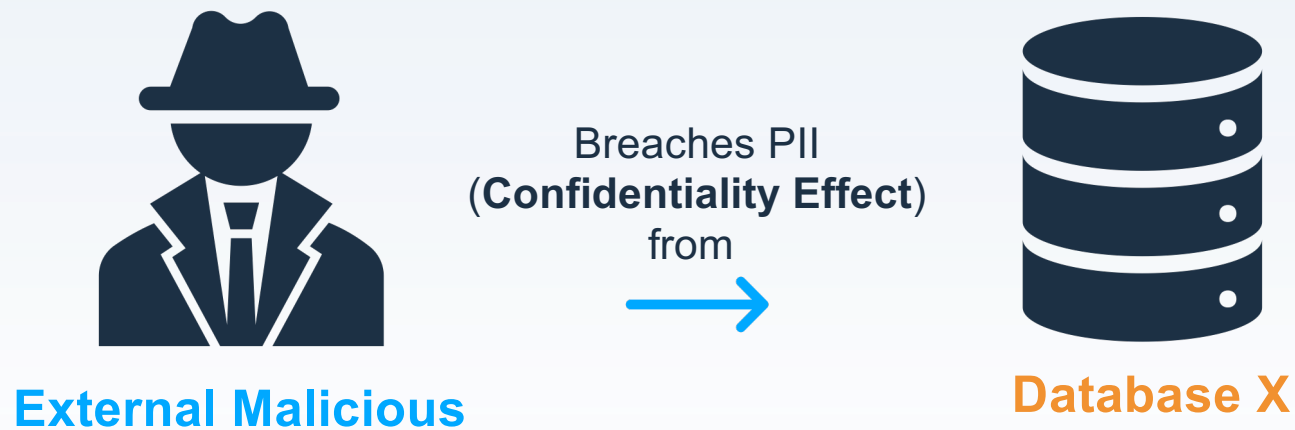 Breaches PII
(Confidentiality Effect)
from
External Malicious
Database X